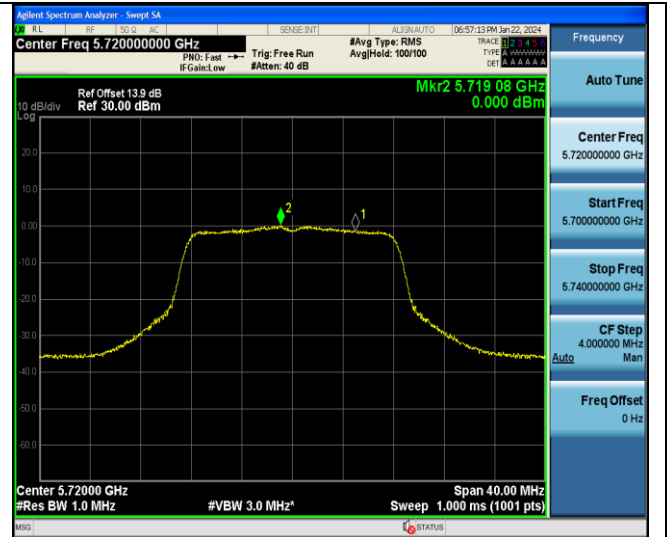 Agilent Spectrum Analyzer - Swept SA
RL RF 50 Ω AC SENSE:INT ALIGNAUTO 06:57:13 PM Jan 22, 2024
Center Freq 5.720000000 GHz
PNO: Fast
IFGain:Low
Trig: Free Run
#Atten: 40 dB
#Avg Type: RMS
Avg|Hold: 100/100
TRACE 1 2 3 4 5 6
TYPE A
DET A A A A A A
Frequency
Auto Tune
Center Freq
5.720000000 GHz
Start Freq
5.700000000 GHz
Stop Freq
5.740000000 GHz
CF Step
4.000000 MHz
Auto Man
Freq Offset
0 Hz
Mkr2 5.719 08 GHz
0.000 dBm
Ref Offset 13.9 dB
10 dB/div Ref 30.00 dBm
Log
20.0
10.0
0.00
-10.0
-20.0
-30.0
-40.0
-50.0
-60.0
2
1
Center 5.72000 GHz Span 40.00 MHz
#Res BW 1.0 MHz #VBW 3.0 MHz* Sweep 1.000 ms (1001 pts)
MSG STATUS